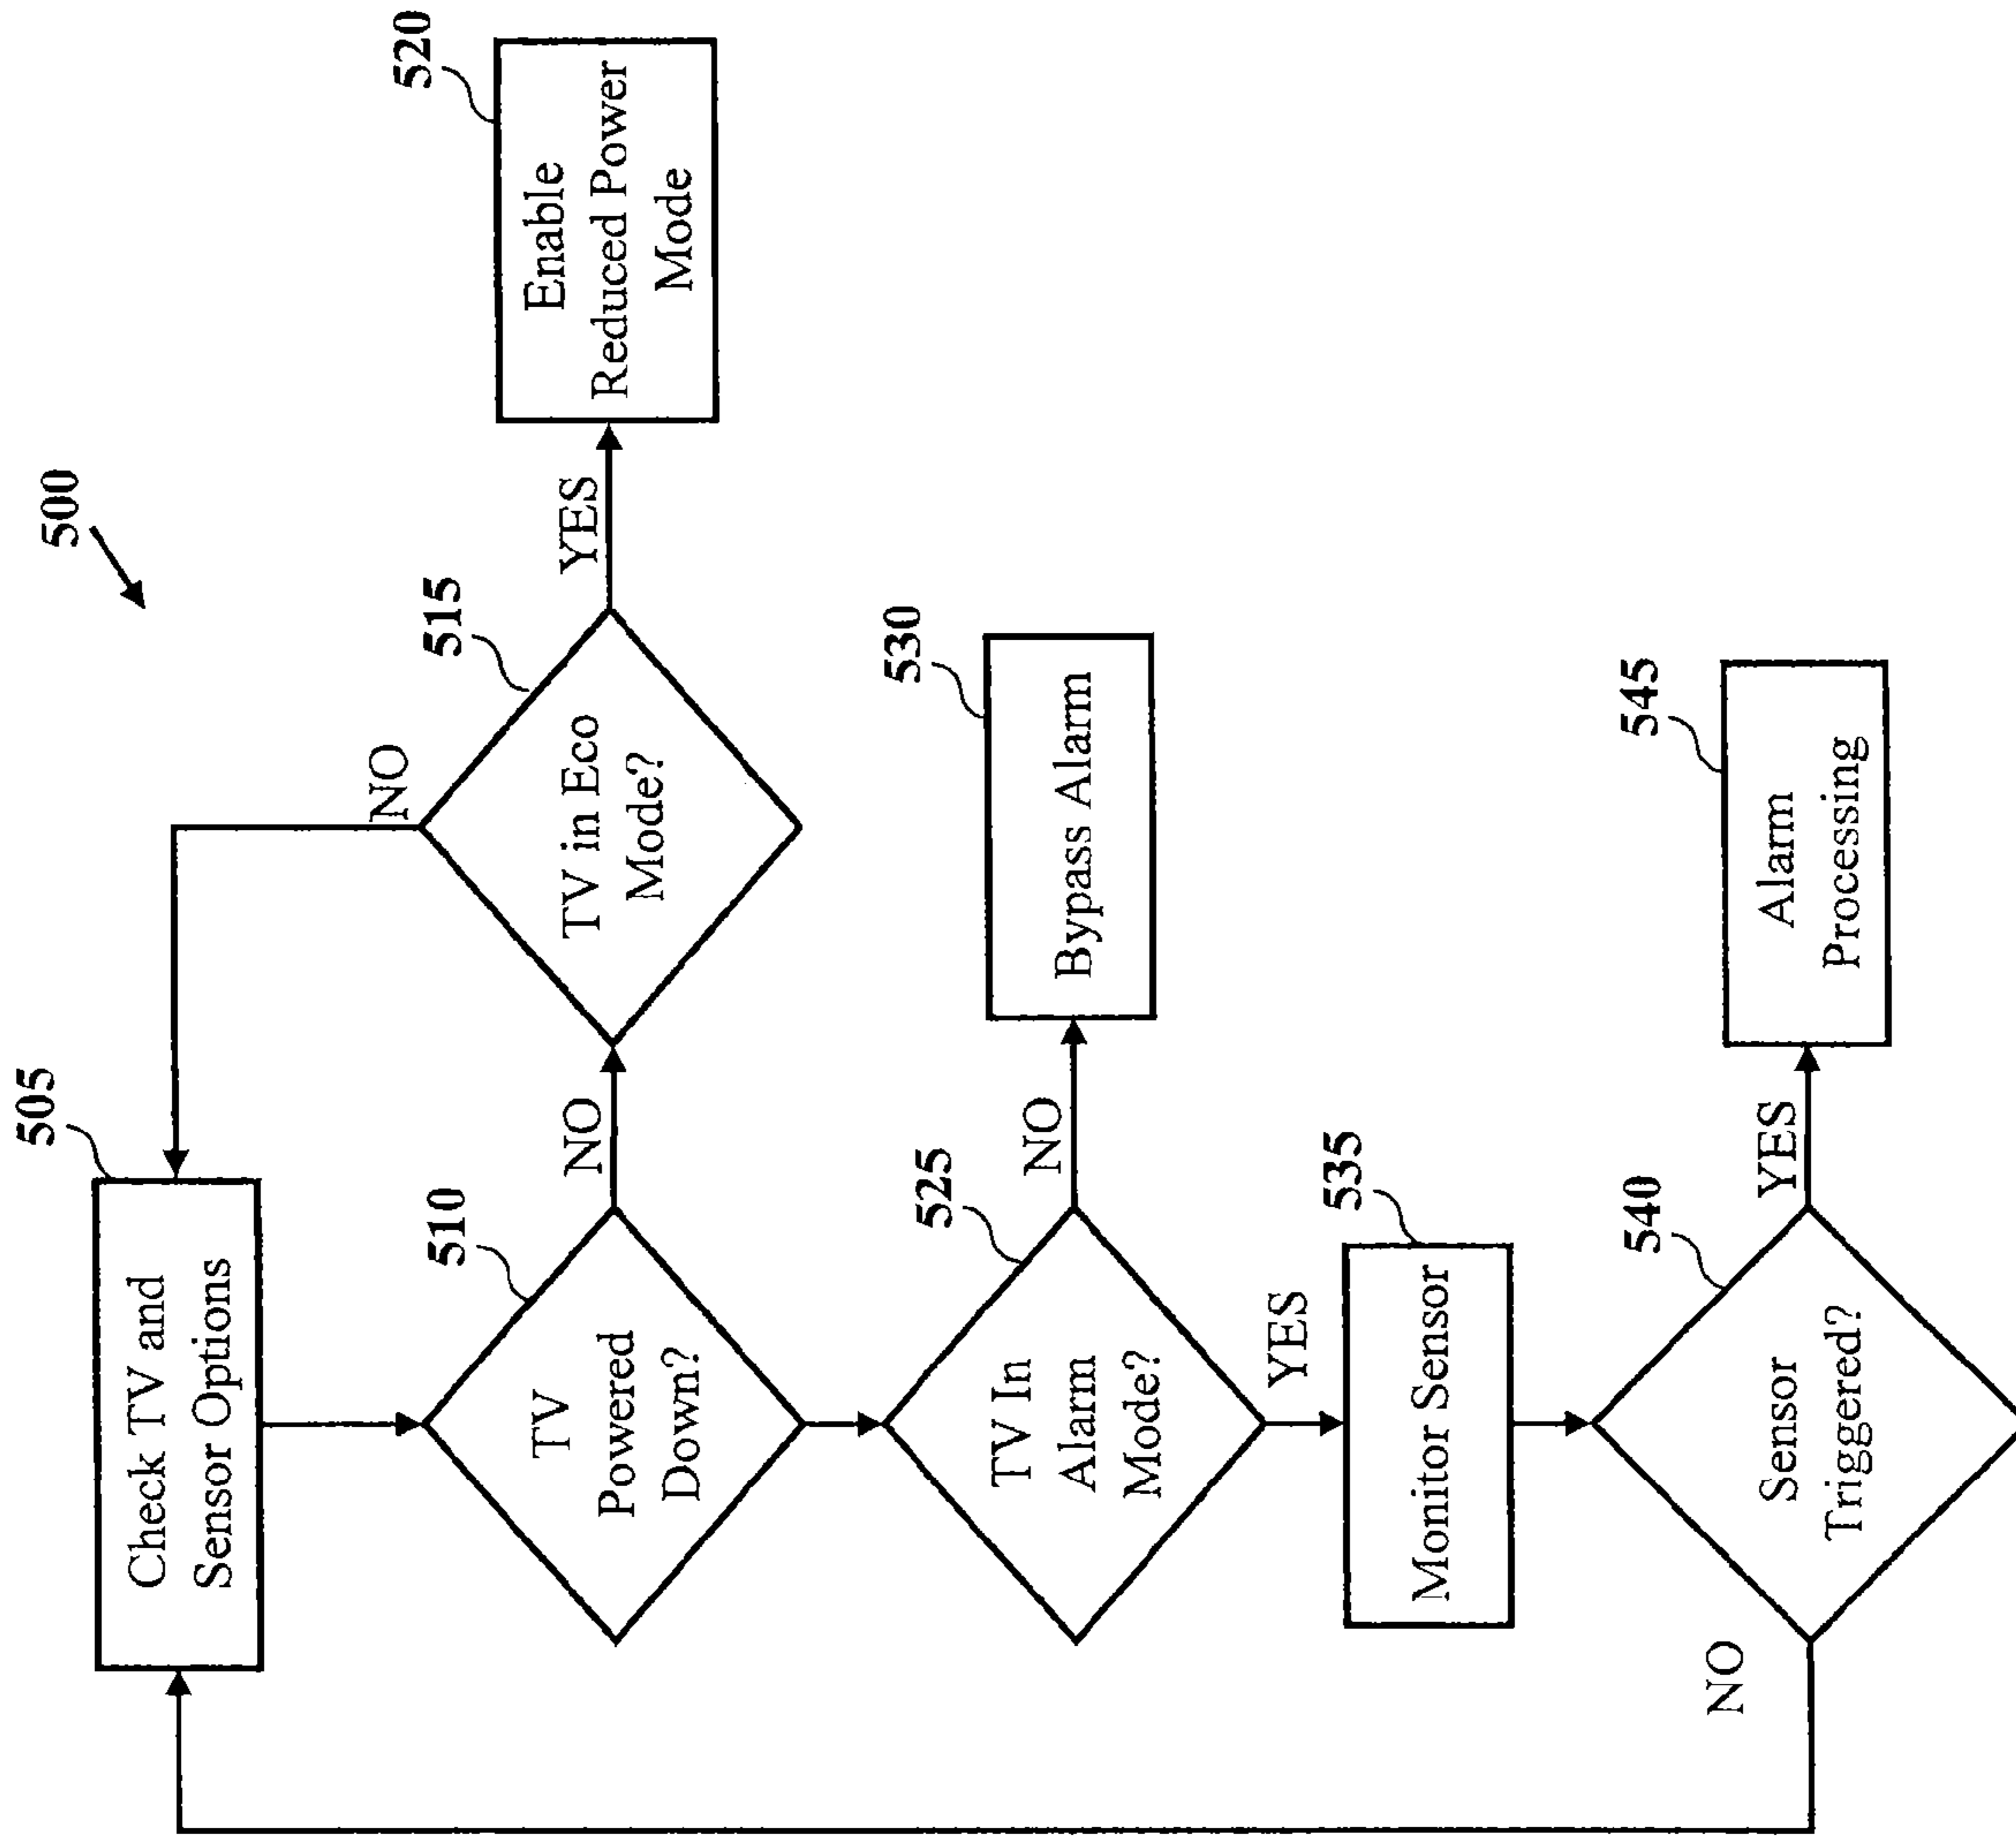 500
505
Check TV and
Sensor Options
510
TV
Powered
Down?
NO
515
TV in Eco
Mode?
NO
YES
520
Enable
Reduced Power
Mode
525
TV In
Alarm
Mode?
NO
530
Bypass Alarm
YES
535
Monitor Sensor
540
Sensor
Triggered?
NO
YES
545
Alarm
Processing